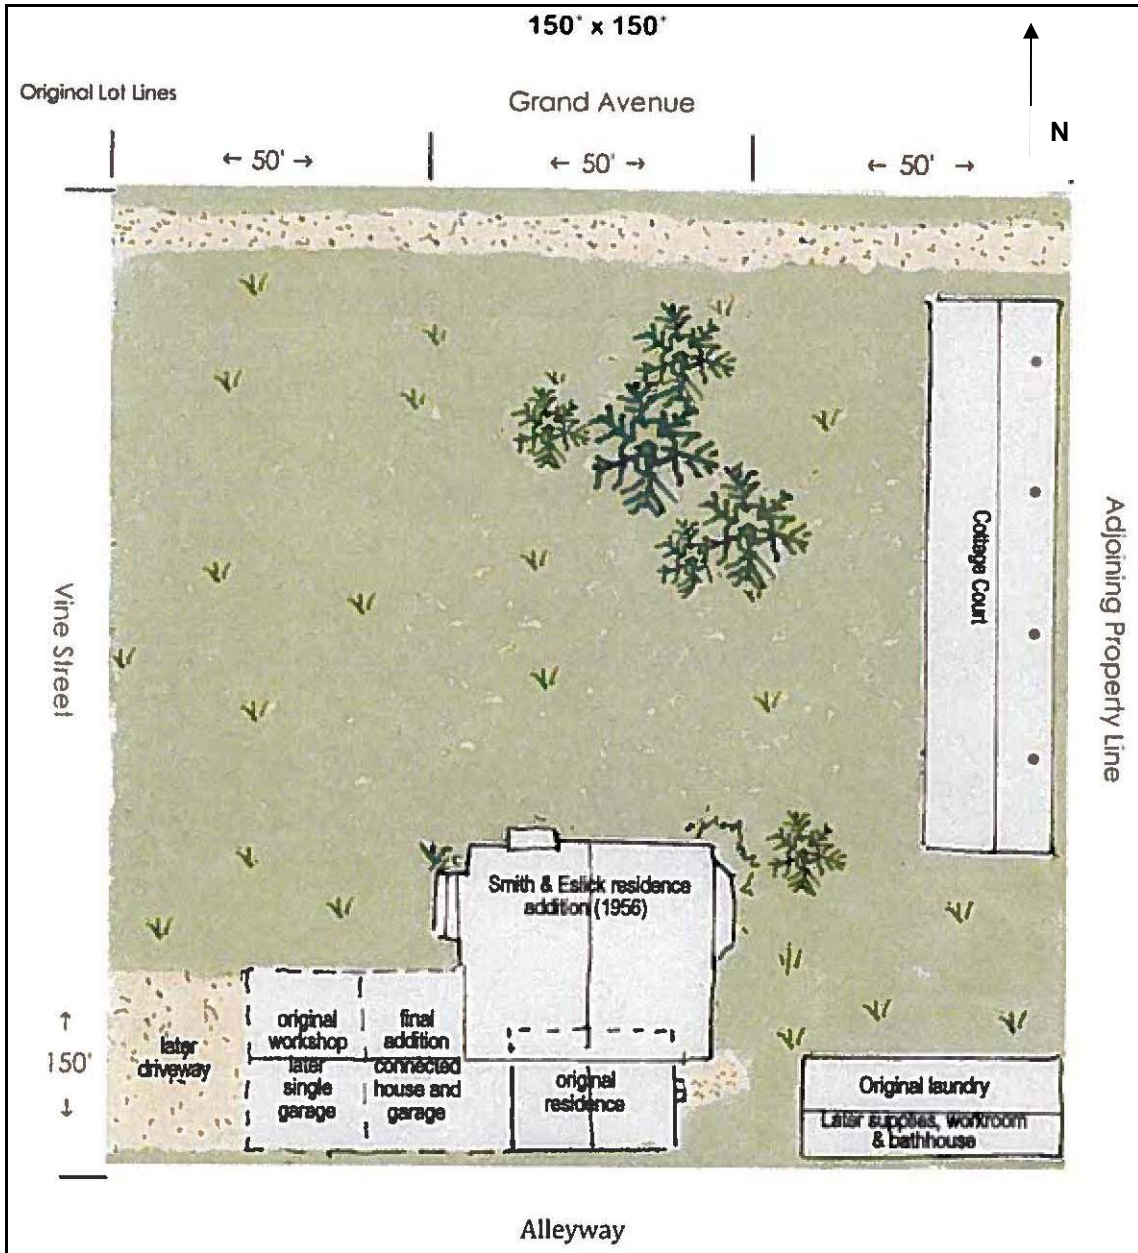 150' x 150'
N
Original Lot Lines
Grand Avenue
← 50' →
← 50' →
← 50' →
Cottage Court
Vine Street
Adjoining Property Line
Smith & Eslick residence
addition (1956)
↑
150'
↓
later
driveway
original
workshop
later
single
garage
final
addition
connected
house and
garage
original
residence
Original laundry
Later supplies, workroom
& bathhouse
Alleyway